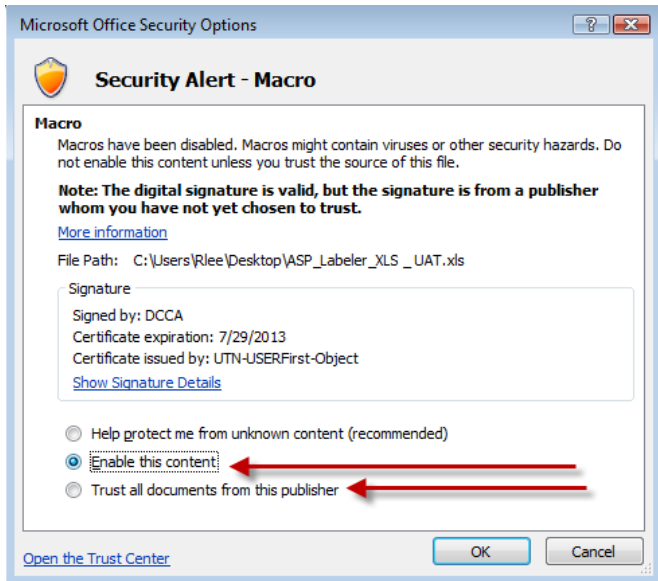 Microsoft Office Security Options
Security Alert - Macro
Macro
Macros have been disabled. Macros might contain viruses or other security hazards. Do
not enable this content unless you trust the source of this file.
Note: The digital signature is valid, but the signature is from a publisher
whom you have not yet chosen to trust.
More information
File Path: C:\Users\Rlee\Desktop\ASP_Labeler_XLS _ UAT.xls
Signature
Signed by: DCCA
Certificate expiration: 7/29/2013
Certificate issued by: UTN-USERFirst-Object
Show Signature Details
Help protect me from unknown content (recommended)
Enable this content
Trust all documents from this publisher
Open the Trust Center
OK
Cancel